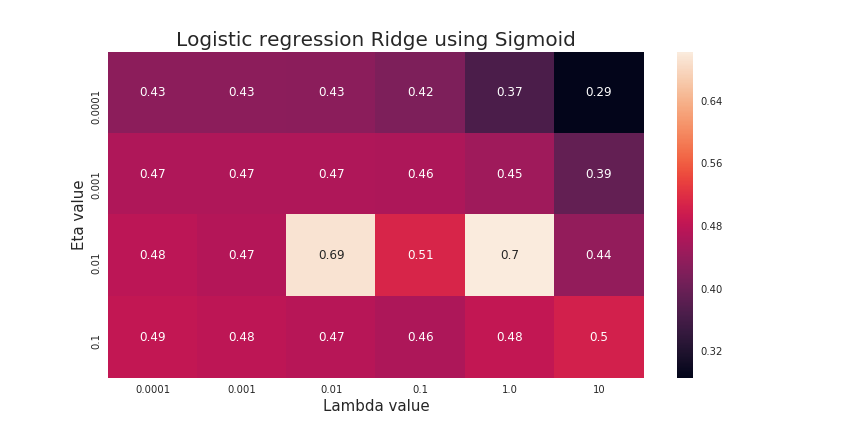 Logistic regression Ridge using Sigmoid
Eta value
0.0001 0.43 0.43 0.43 0.42 0.37 0.29
0.001 0.47 0.47 0.47 0.46 0.45 0.39
0.01 0.48 0.47 0.69 0.51 0.7 0.44
0.1 0.49 0.48 0.47 0.46 0.48 0.5
0.0001 0.001 0.01 0.1 1.0 10
Lambda value
0.64
0.56
0.48
0.40
0.32